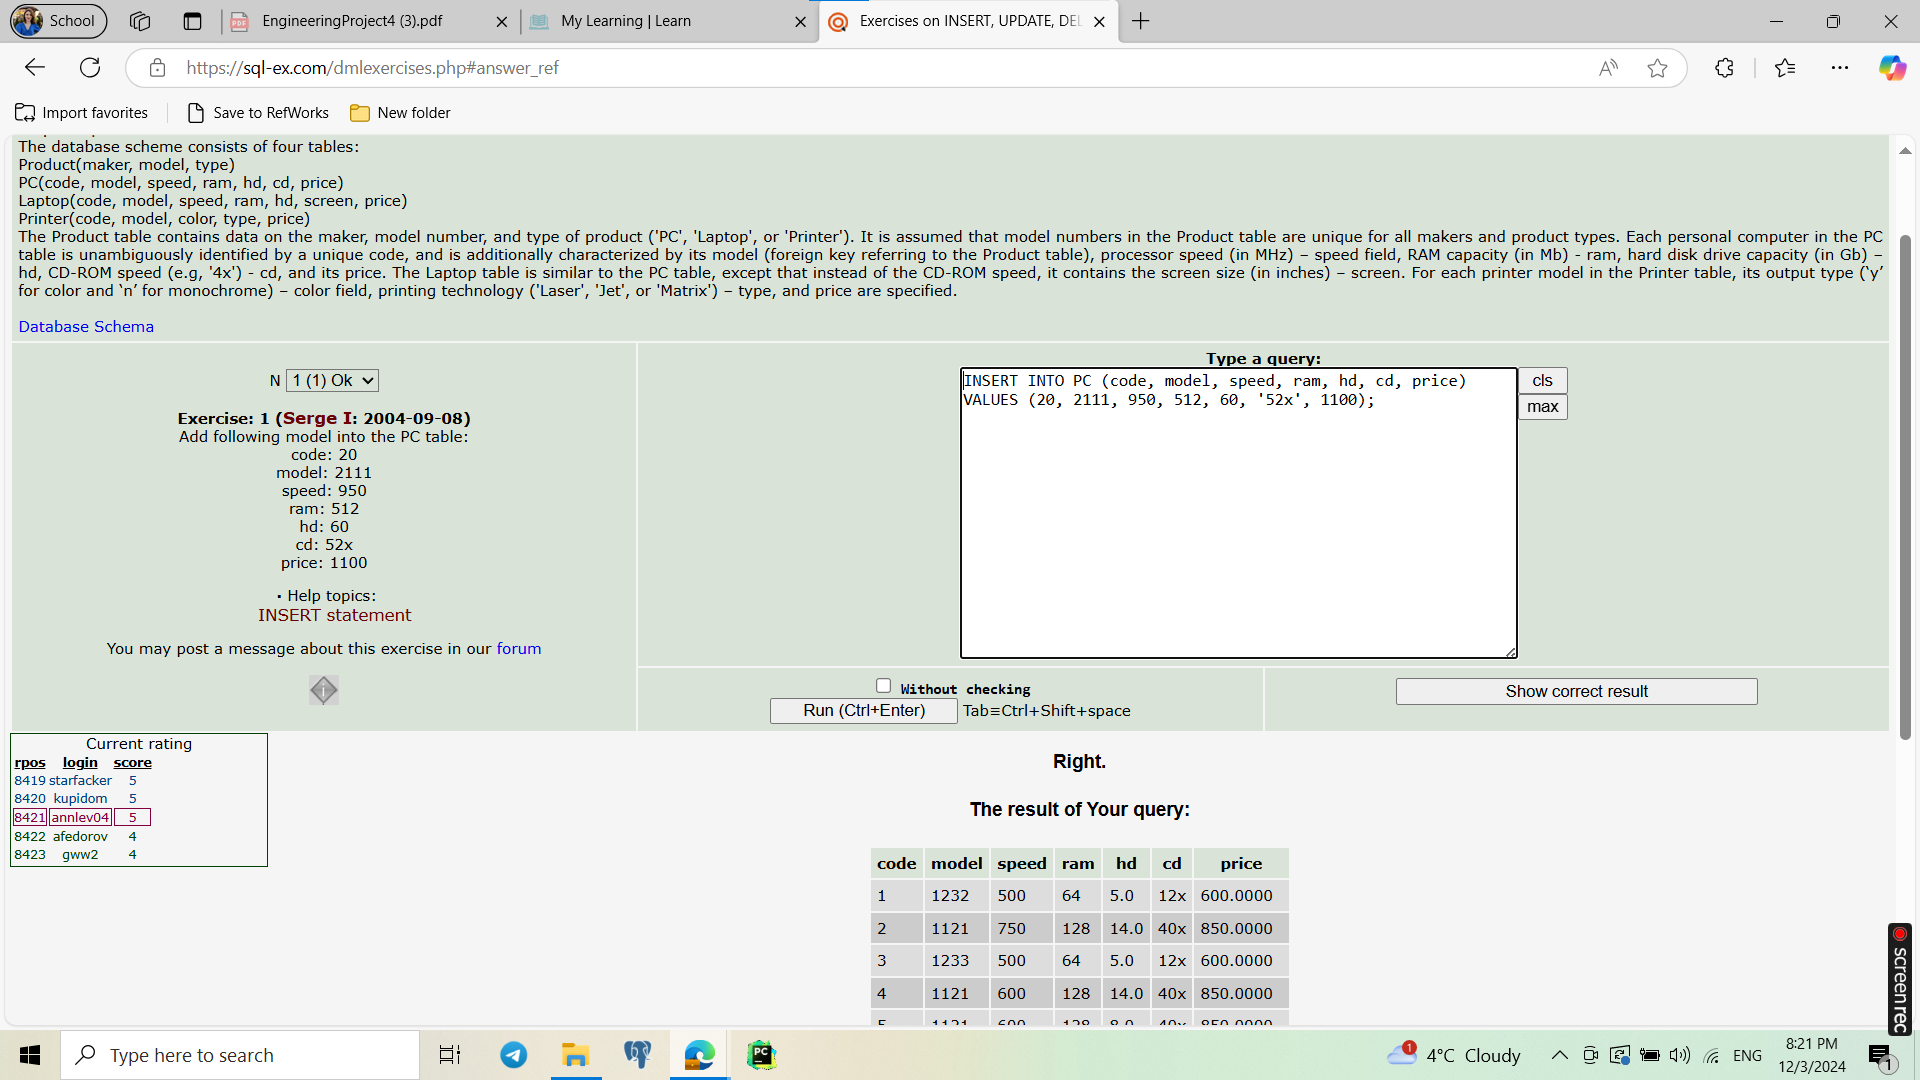 School
EngineeringProject4 (3).pdf
My Learning | Learn
Exercises on INSERT, UPDATE, DEL
https://sql-ex.com/dmlexercises.php#answer_ref
Import favorites
Save to RefWorks
New folder
The database scheme consists of four tables:
Product(maker, model, type)
PC(code, model, speed, ram, hd, cd, price)
Laptop(code, model, speed, ram, hd, screen, price)
Printer(code, model, color, type, price)
The Product table contains data on the maker, model number, and type of product ('PC', 'Laptop', or 'Printer'). It is assumed that model numbers in the Product table are unique for all makers and product types. Each personal computer in the PC
table is unambiguously identified by a unique code, and is additionally characterized by its model (foreign key referring to the Product table), processor speed (in MHz) – speed field, RAM capacity (in Mb) - ram, hard disk drive capacity (in Gb) –
hd, CD-ROM speed (e.g, '4x') - cd, and its price. The Laptop table is similar to the PC table, except that instead of the CD-ROM speed, it contains the screen size (in inches) – screen. For each printer model in the Printer table, its output type (‘y’
for color and ‘n’ for monochrome) – color field, printing technology ('Laser', 'Jet', or 'Matrix') – type, and price are specified.
Database Schema
N 1 (1) Ok
Exercise: 1 (Serge I: 2004-09-08)
Add following model into the PC table:
code: 20
model: 2111
speed: 950
ram: 512
hd: 60
cd: 52x
price: 1100
• Help topics:
INSERT statement
You may post a message about this exercise in our forum
Type a query:
INSERT INTO PC (code, model, speed, ram, hd, cd, price)
VALUES (20, 2111, 950, 512, 60, '52x', 1100);
cls
max
Without checking
Run (Ctrl+Enter) Tab≡Ctrl+Shift+space
Show correct result
Current rating
rpos login score
8419 starfacker 5
8420 kupidom 5
8421 annlev04 5
8422 afedorov 4
8423 gww2 4
Right.
The result of Your query:
code model speed ram hd cd price
1 1232 500 64 5.0 12x 600.0000
2 1121 750 128 14.0 40x 850.0000
3 1233 500 64 5.0 12x 600.0000
4 1121 600 128 14.0 40x 850.0000
5 1121 600 128 8.0 40x 850.0000
screenrec
Type here to search
PC
1
4°C Cloudy
ENG
8:21 PM
12/3/2024
1